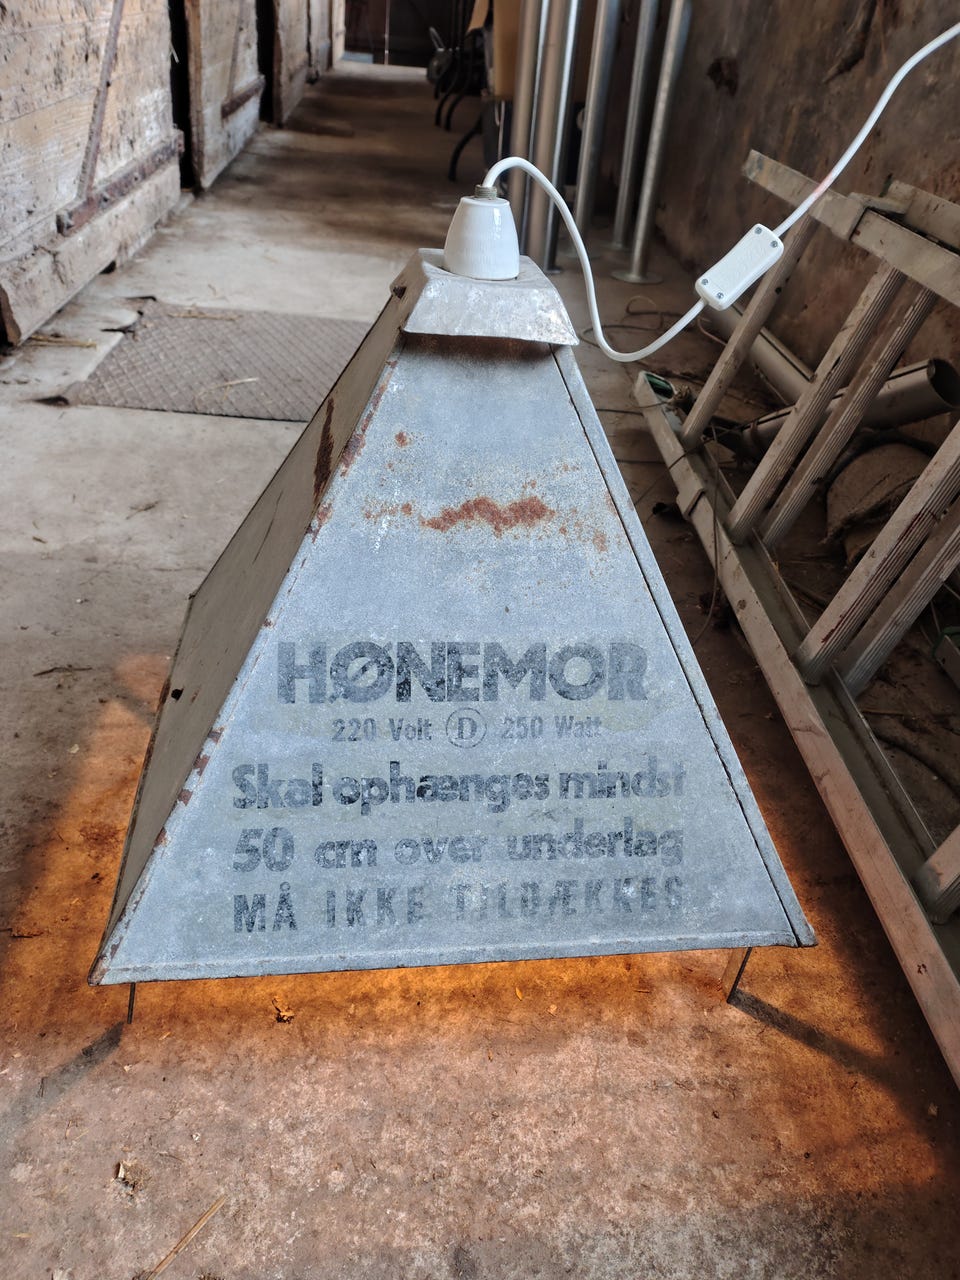 HØNEMOR
220 Volt D 250 Watt
Skal ophænges mindst
50 cm over underlag
MÅ IKKE TILDÆKKES